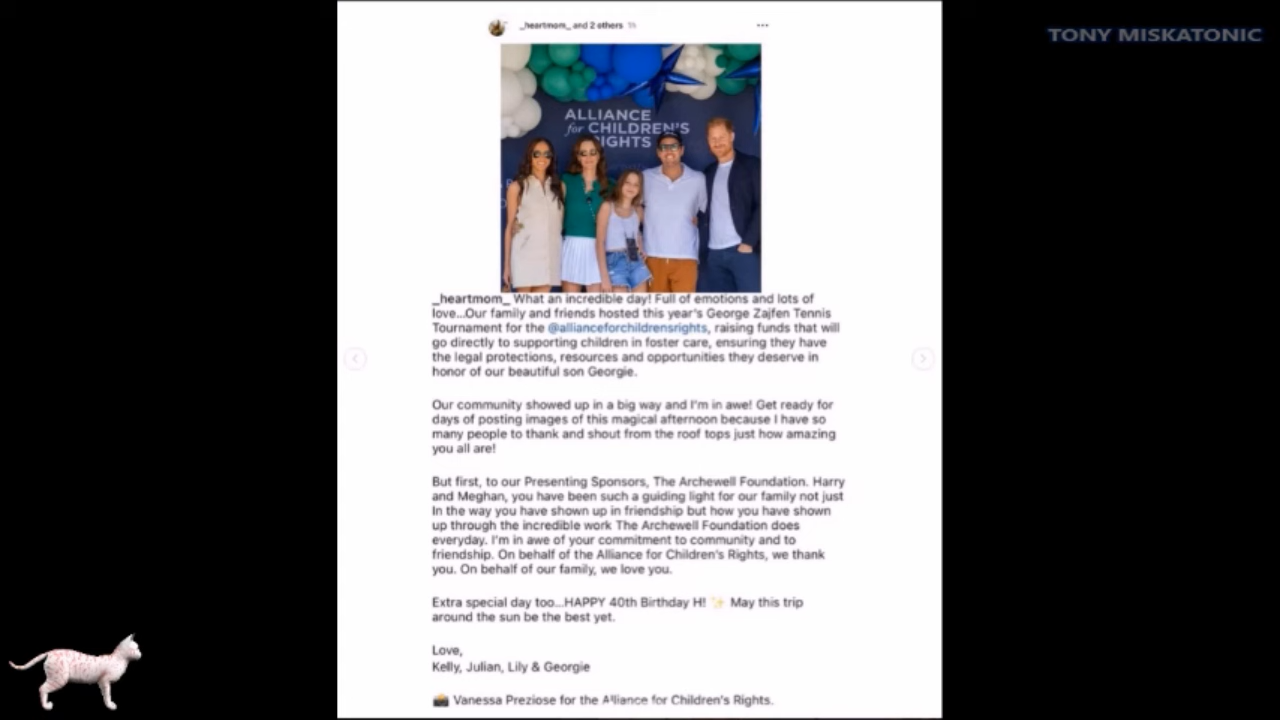 _heartmom_ and 2 others 1h
TONY MISKATONIC
ALLIANCE
for CHILDREN'S
RIGHTS
_heartmom_ What an incredible day! Full of emotions and lots of
love...Our family and friends hosted this year's George Zajfen Tennis
Tournament for the @allianceforchildrensrights, raising funds that will
go directly to supporting children in foster care, ensuring they have
the legal protections, resources and opportunities they deserve in
honor of our beautiful son Georgie.
Our community showed up in a big way and I'm in awe! Get ready for
days of posting images of this magical afternoon because I have so
many people to thank and shout from the roof tops just how amazing
you all are!
But first, to our Presenting Sponsors, The Archewell Foundation. Harry
and Meghan, you have been such a guiding light for our family not just
In the way you have shown up in friendship but how you have shown
up through the incredible work The Archewell Foundation does
everyday. I'm in awe of your commitment to community and to
friendship. On behalf of the Alliance for Children's Rights, we thank
you. On behalf of our family, we love you.
Extra special day too...HAPPY 40th Birthday H! ✨ May this trip
around the sun be the best yet.
Love,
Kelly, Julian, Lily & Georgie
📸 Vanessa Preziose for the Alliance for Children's Rights.